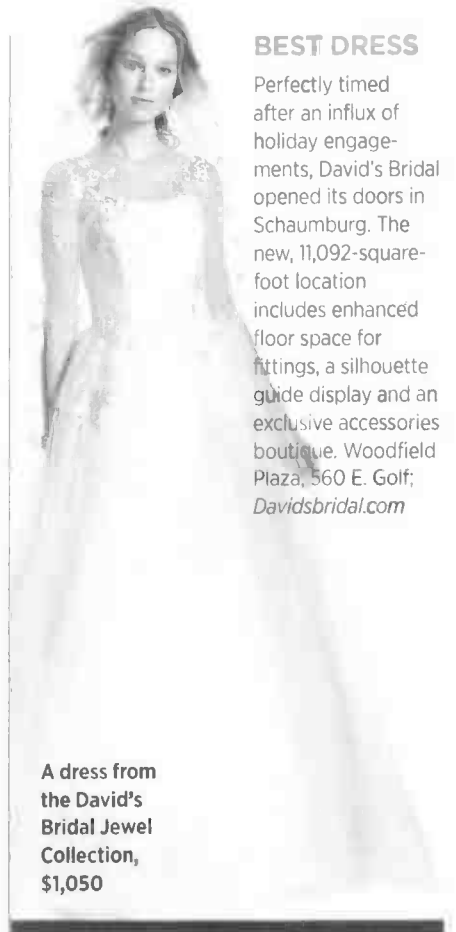 BEST DRESS
Perfectly timed
after an influx of
holiday engage-
ments, David's Bridal
opened its doors in
Schaumburg. The
new, 11,092-square-
foot location
includes enhanced
floor space for
fittings, a silhouette
guide display and an
exclusive accessories
boutique. Woodfield
Plaza, 560 E. Golf;
Davidsbridal.com
A dress from
the David's
Bridal Jewel
Collection,
$1,050